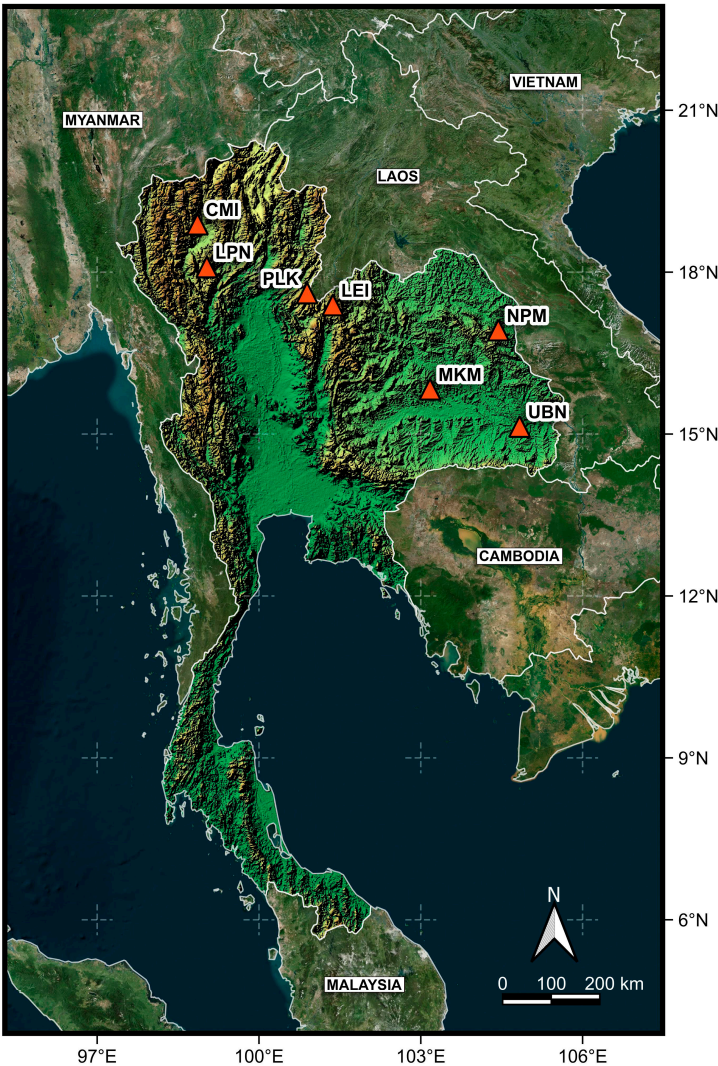 VIETNAM
21°N
MYANMAR
LAOS
CMI
LPN
18°N
PLK
LEI
NPM
MKM
UBN
15°N
CAMBODIA
12°N
9°N
N
6°N
MALAYSIA
0 100 200 km
97°E 100°E 103°E 106°E